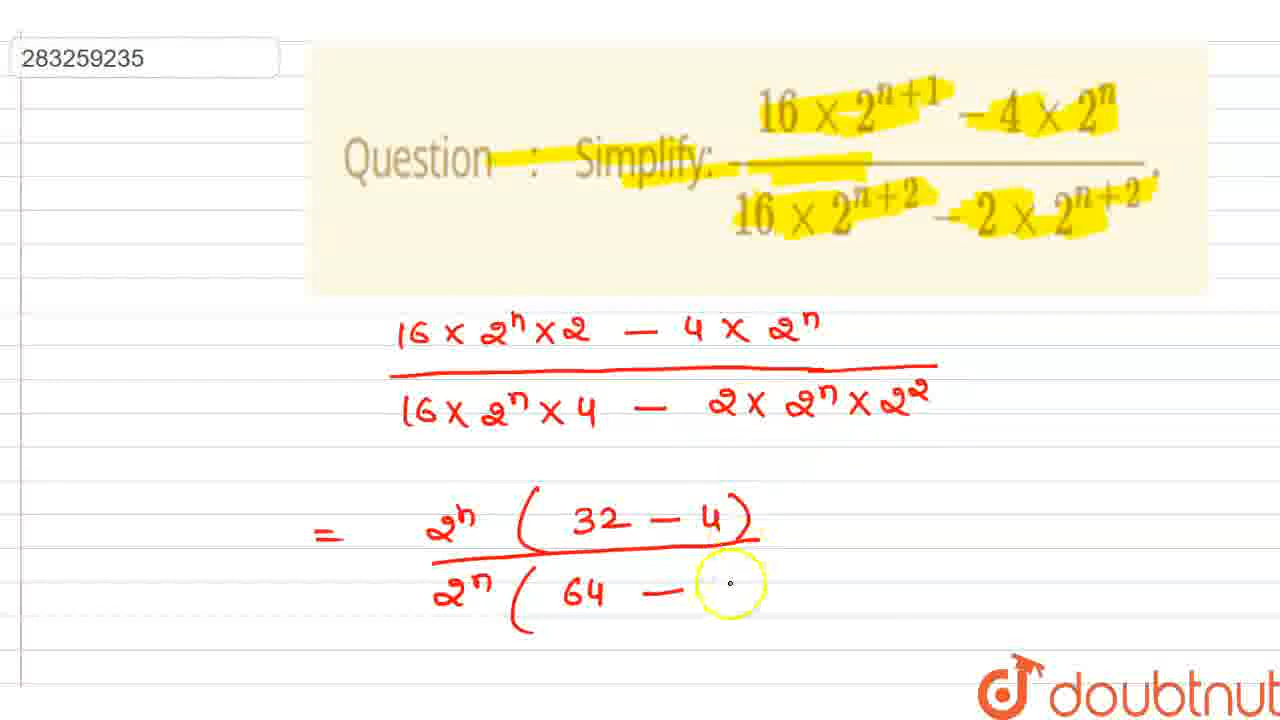 283259235
Question : Simplify: \frac{16 × 2^{n+1} − 4 × 2^{n}}{16 × 2^{n+2} − 2 × 2^{n+2}}.
16 × 2^{n} × 2 − 4 × 2^{n}
16 × 2^{n} × 4 − 2 × 2^{n} × 2^{2}
= 2^{n} ( 32 − 4)
2^{n} ( 64 −
doubtnut